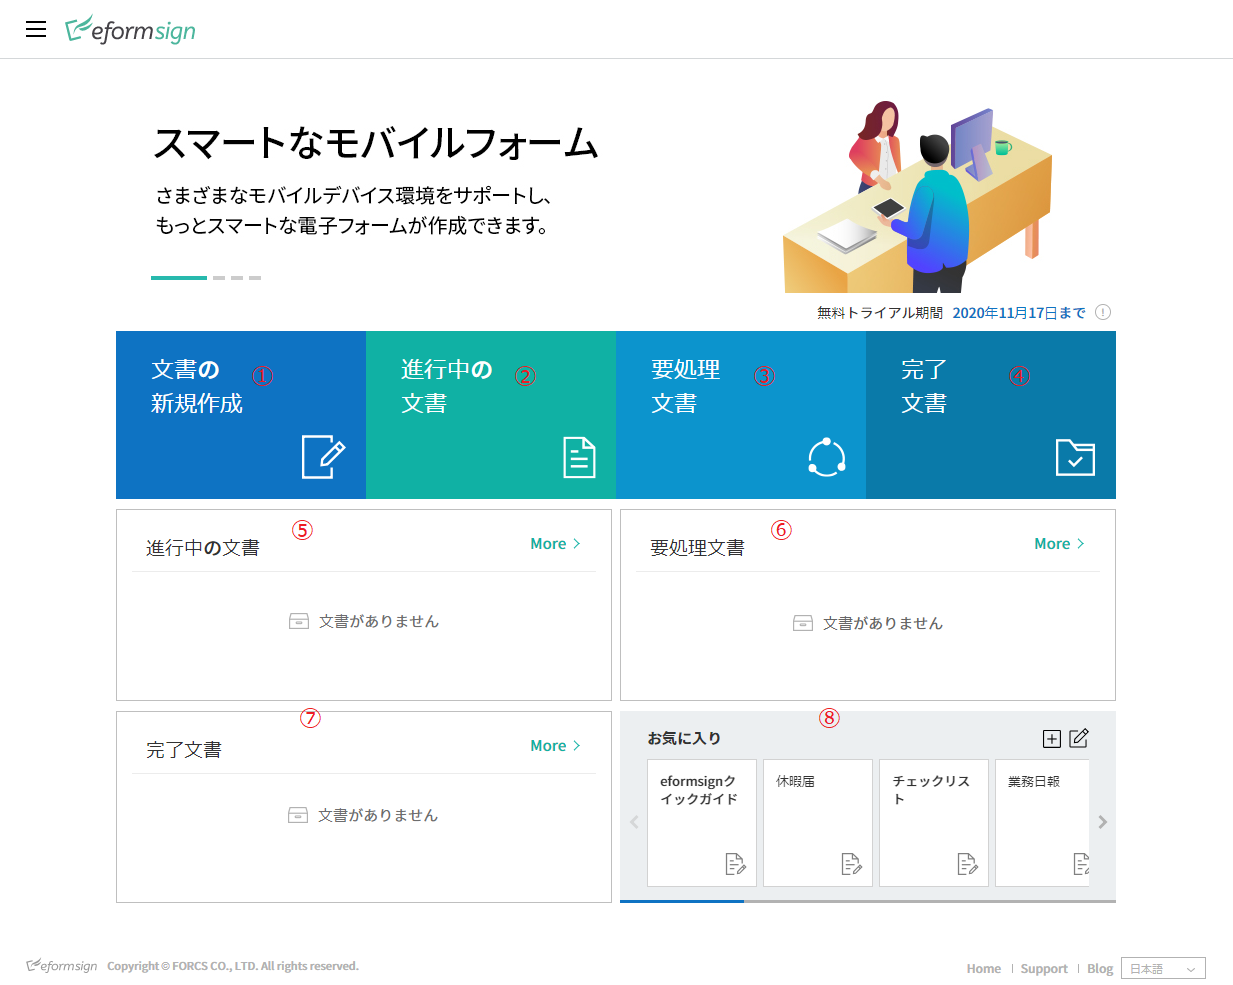 eformsign
スマートなモバイルフォーム
さまざまなモバイルデバイス環境をサポートし、
もっとスマートな電子フォームが作成できます。
無料トライアル期間 2020年11月17日まで
文書の
新規作成
①
進行中の
文書
②
要処理
文書
③
完了
文書
④
⑤
進行中の文書 More
文書がありません
⑥
要処理文書 More
文書がありません
⑦
完了文書 More
文書がありません
⑧
お気に入り
eformsignク
イックガイド
休暇届
チェックリス
ト
業務日報
eformsign Copyright © FORCS CO., LTD. All rights reserved.
Home | Support | Blog 日本語